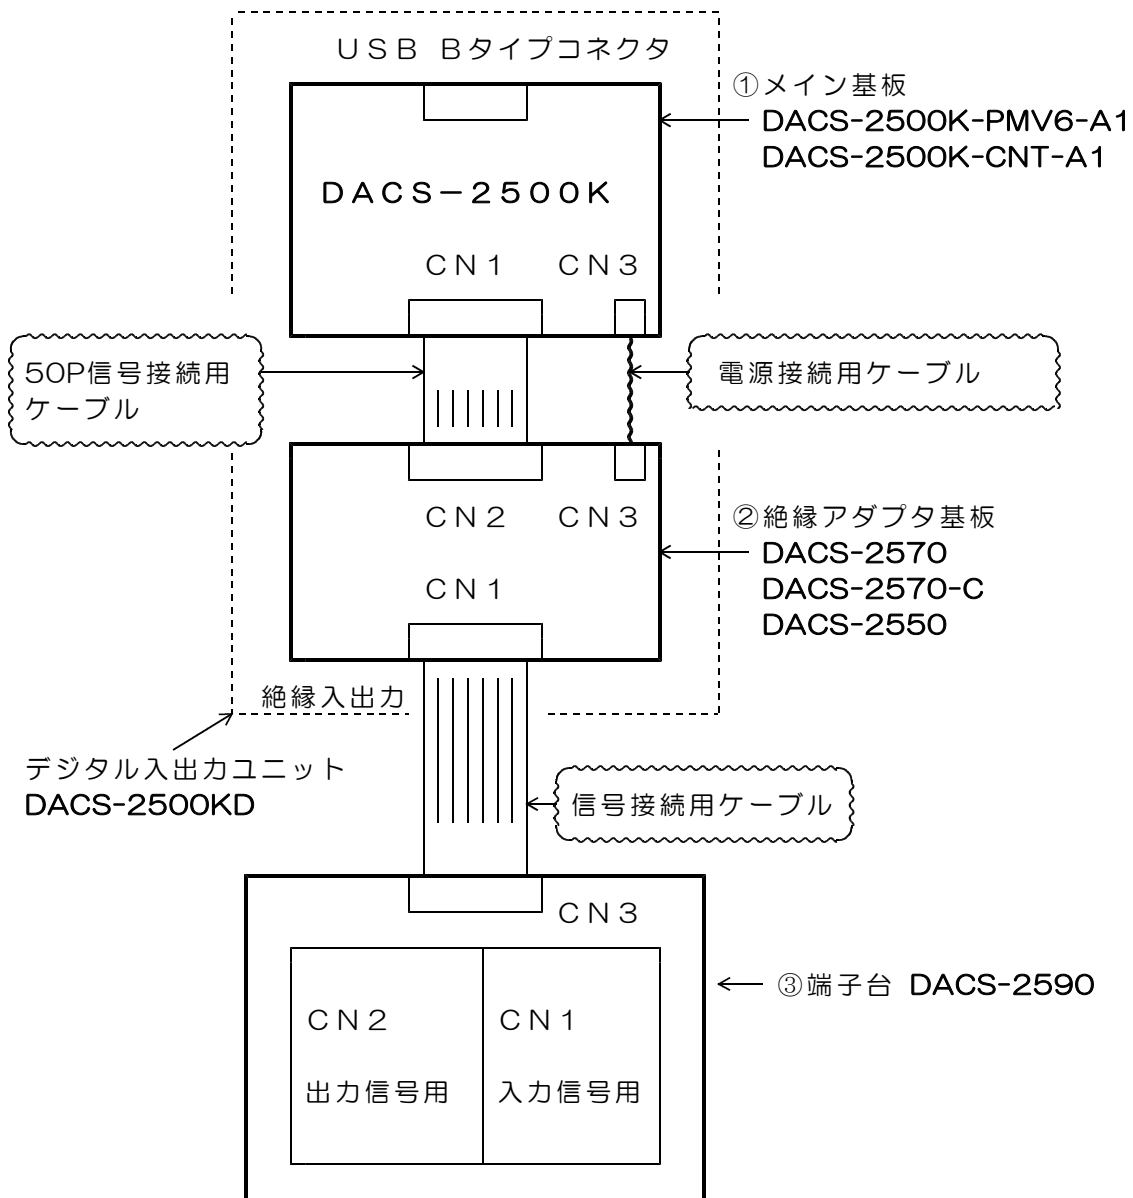 USB Bタイプコネクタ
①メイン基板
DACS-2500K-PMV6-A1
DACS-2500K-CNT-A1
DACS−2500K
CN1 CN3
50P信号接続用
ケーブル
電源接続用ケーブル
CN2 CN3
CN1
②絶縁アダプタ基板
DACS-2570
DACS-2570-C
DACS-2550
絶縁入出力
デジタル入出力ユニット
DACS-2500KD
信号接続用ケーブル
CN3
③端子台 DACS-2590
CN2 CN1
出力信号用 入力信号用